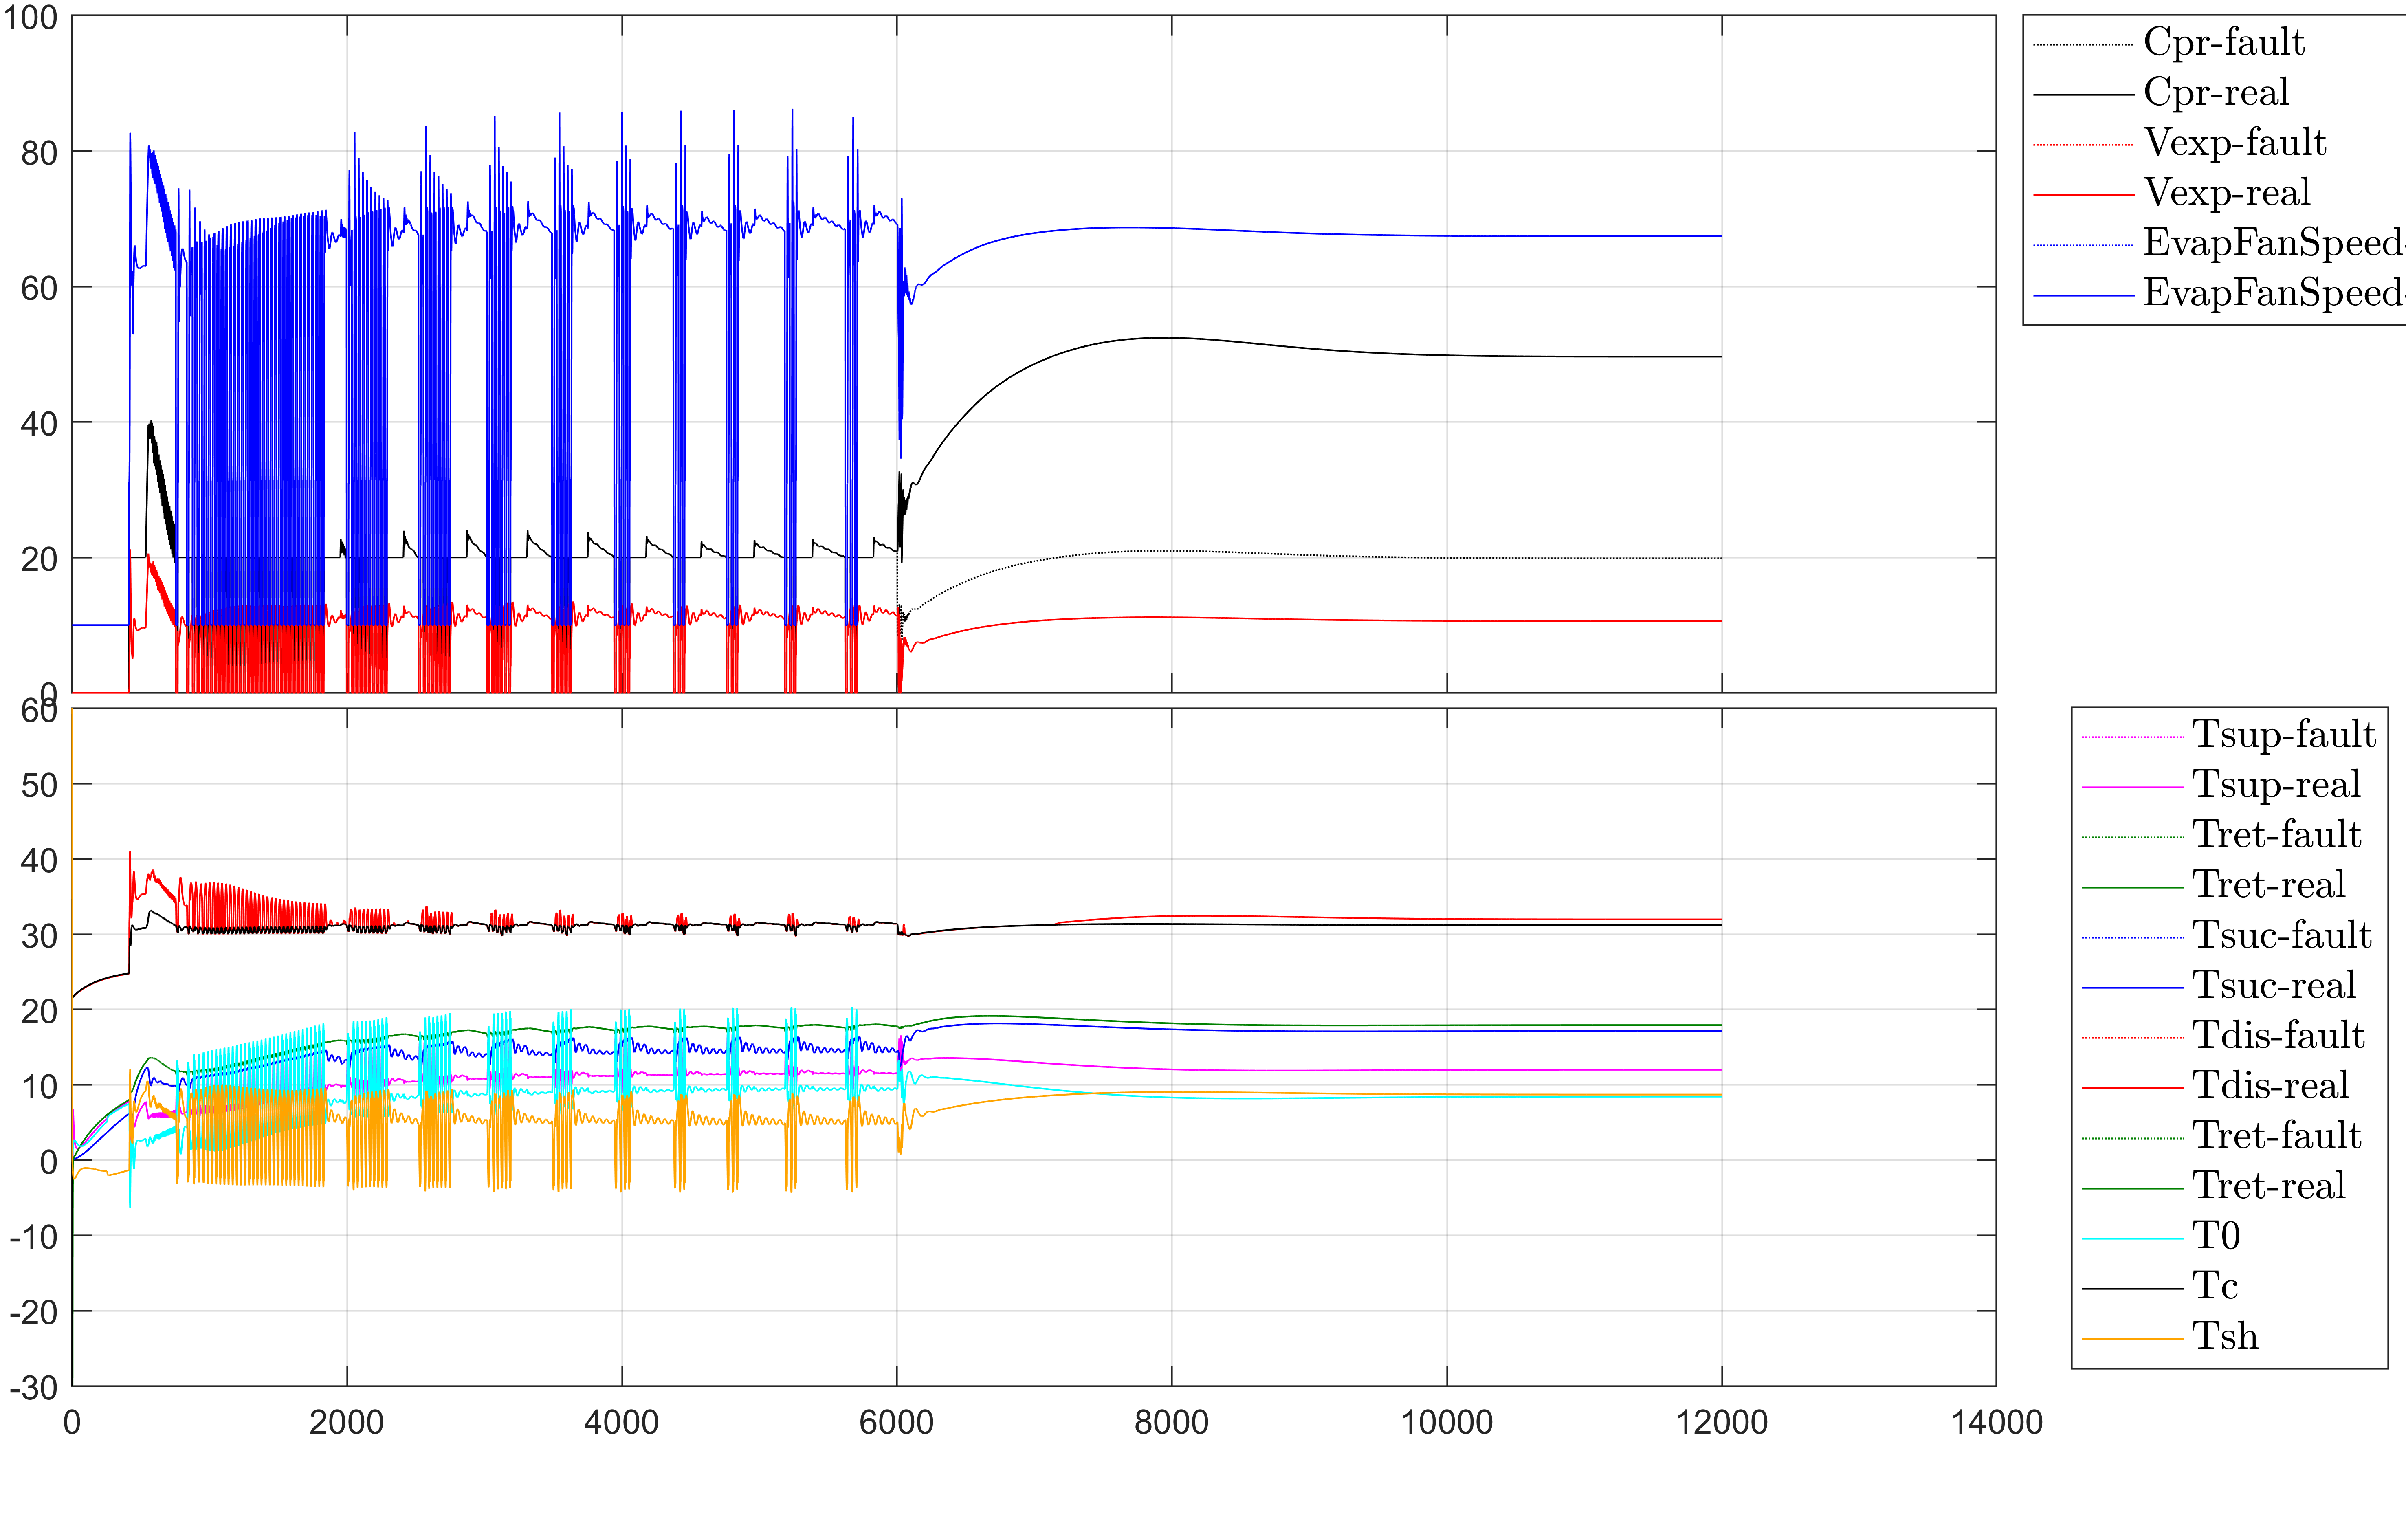 100
80
60
40
20
0
Cpr-fault
Cpr-real
Vexp-fault
Vexp-real
EvapFanSpeed-
EvapFanSpeed-
60
50
40
30
20
10
0
-10
-20
-30
0 2000 4000 6000 8000 10000 12000 14000
Tsup-fault
Tsup-real
Tret-fault
Tret-real
Tsuc-fault
Tsuc-real
Tdis-fault
Tdis-real
Tret-fault
Tret-real
T0
Tc
Tsh